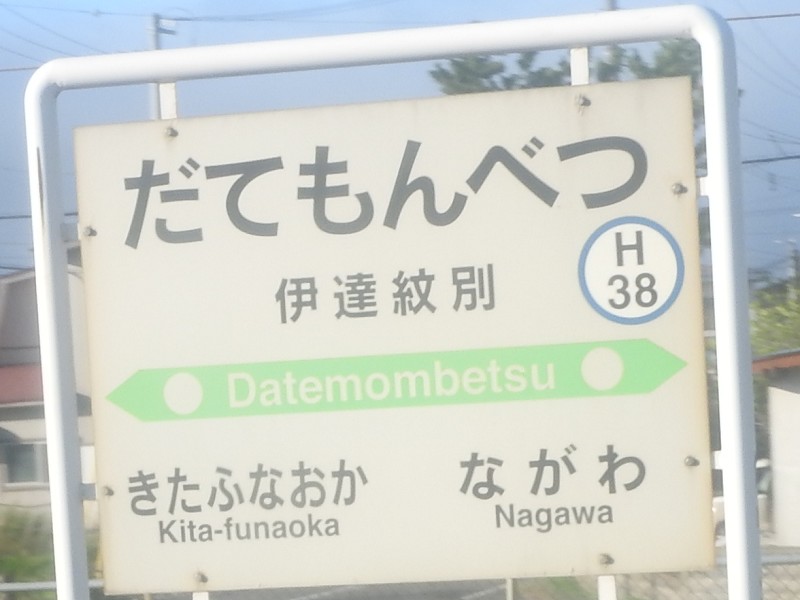 だてもんべつ
H
38
伊達紋別
Datemombetsu
きたふなおか
Kita-funaoka
ながわ
Nagawa